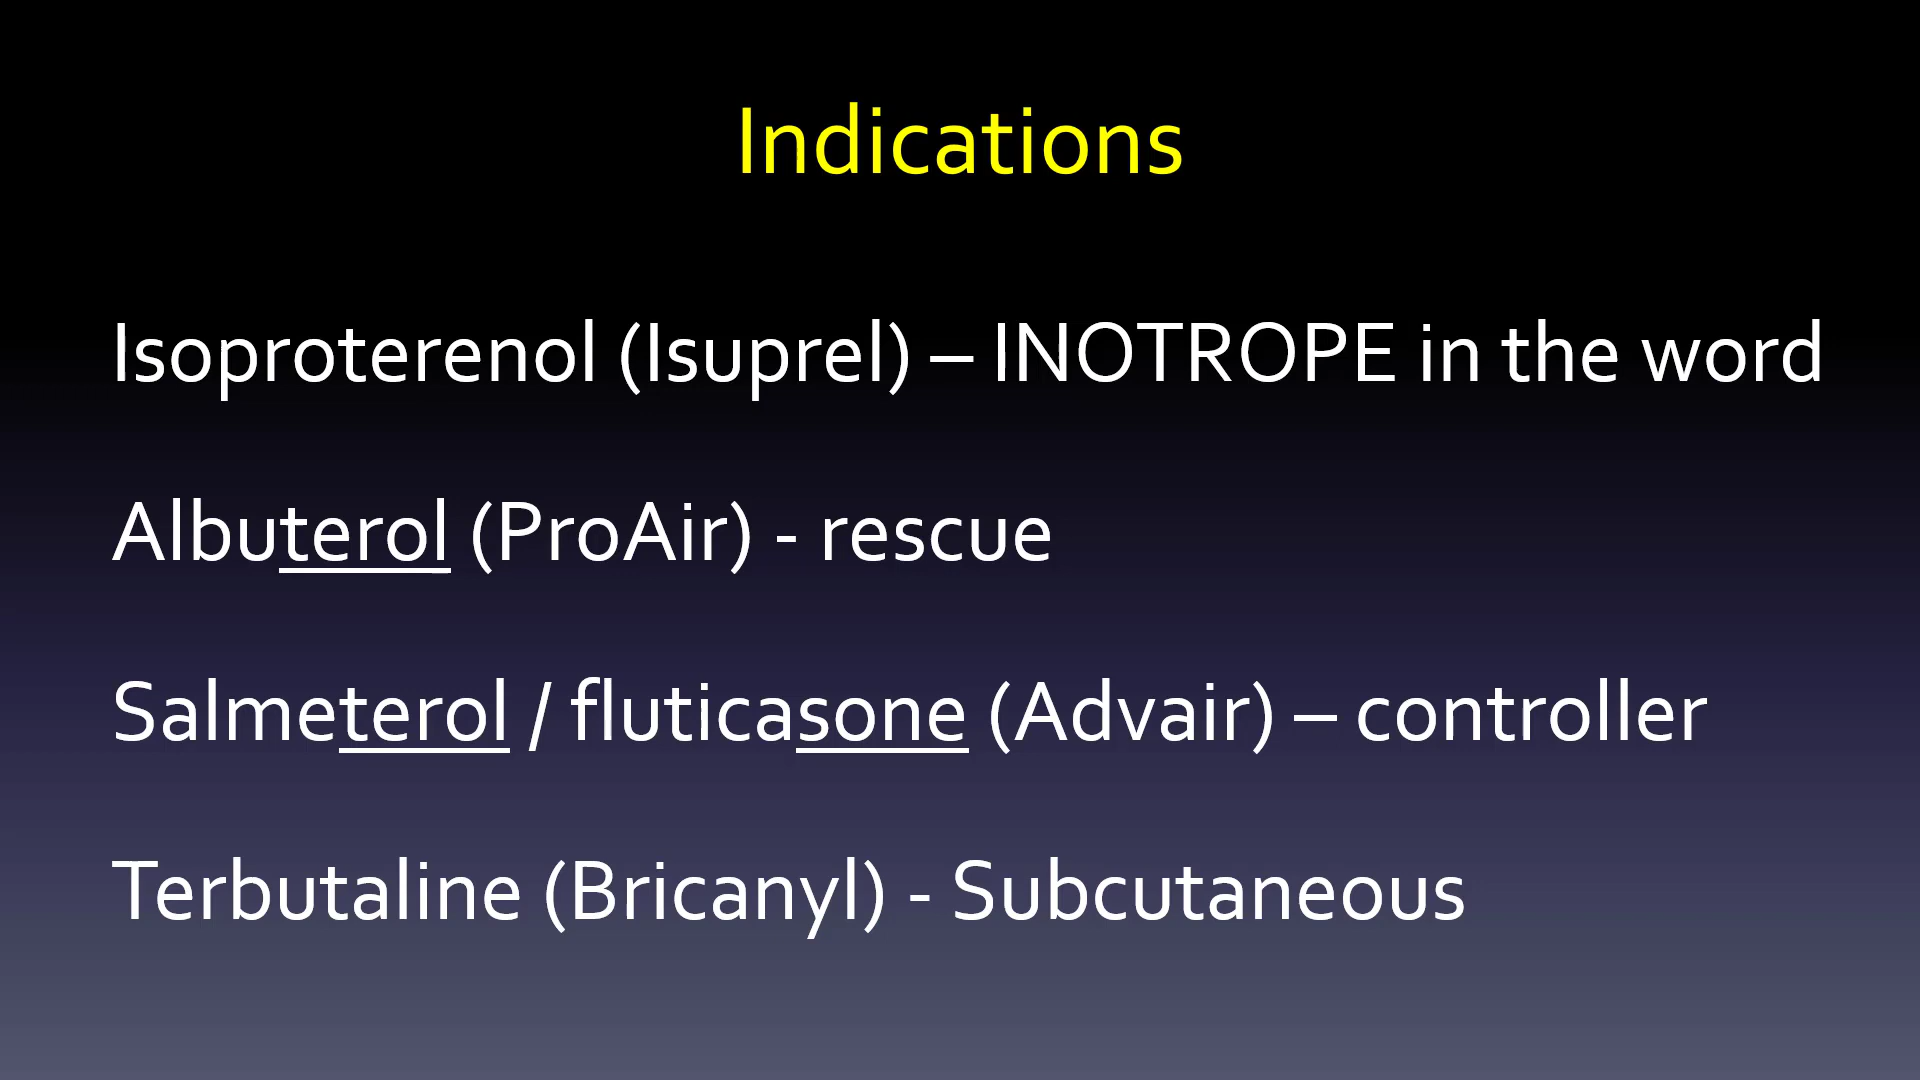 Indications
Isoproterenol (Isuprel) – INOTROPE in the word
Albuterol (ProAir) - rescue
Salmeterol / fluticasone (Advair) – controller
Terbutaline (Bricanyl) - Subcutaneous